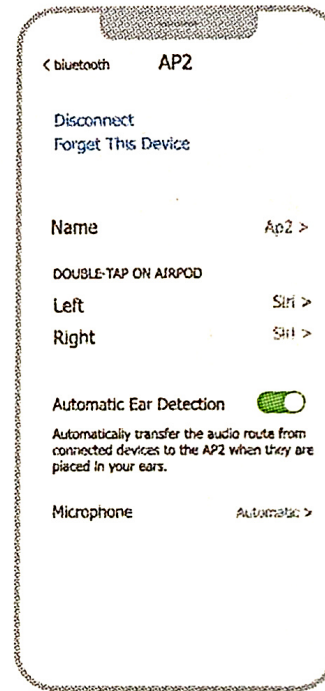 < bluetooth AP2
Disconnect
Forget This Device
Name Ap2 >
DOUBLE-TAP ON AIRPOD
Left Siri >
Right Siri >
Automatic Ear Detection
Automatically transfer the audio route from
connected devices to the AP2 when they are
placed in your ears.
Microphone Automatic >